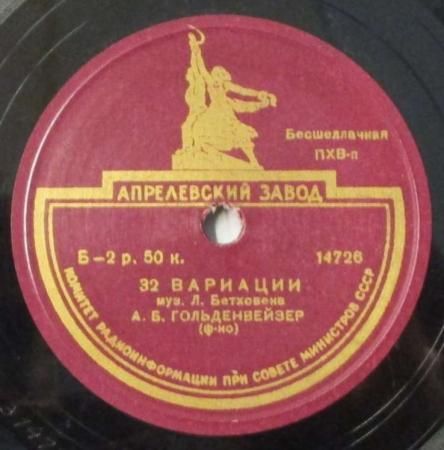 Бесшеллачная
ПХВ-п
АПРЕЛЕВСКИЙ ЗАВОД
Б-2 р. 50 к.
14726
32 ВАРИАЦИИ
муз. Л. Бетховена
А. Б. ГОЛЬДЕНВЕЙЗЕР
(ф-но)
КОМИТЕТ РАДИОИНФОРМАЦИИ ПРИ СОВЕТЕ МИНИСТРОВ СССР